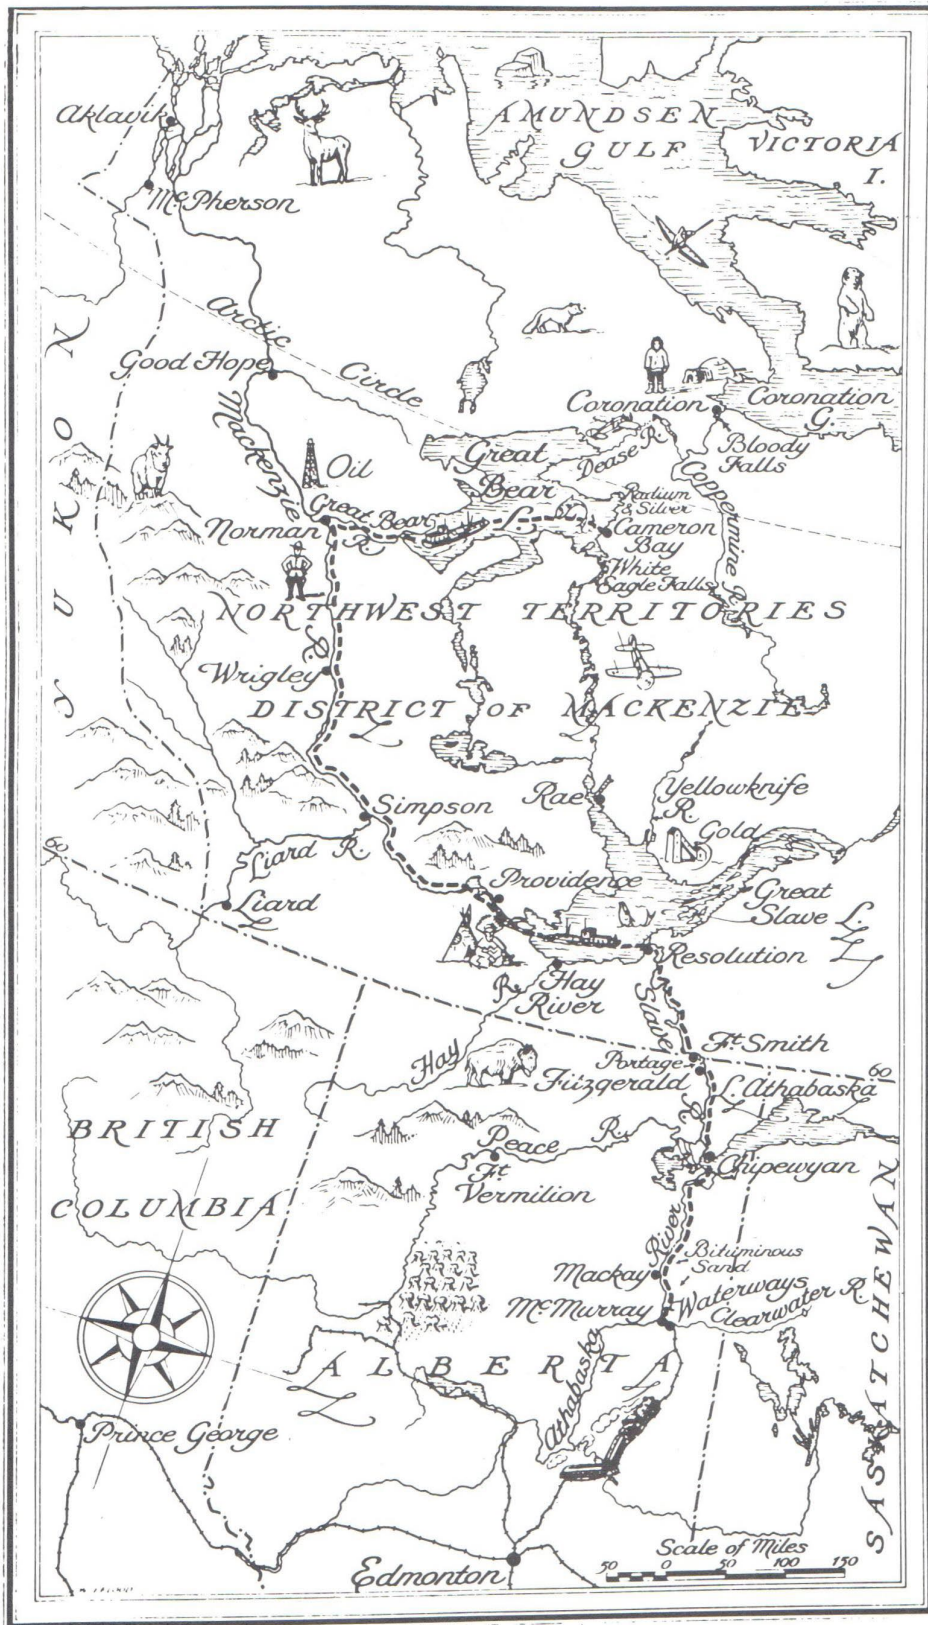 AMUNDSEN
GULF
VICTORIA
I.
Aklavik
McPherson
YUKON
Arctic
Circle
Good Hope
Mackenzie
R.
Coronation
Coronation
G.
Bloody
Falls
Oil
Great
Bear
L.
Dease R.
Coppermine R.
Radium
& Silver
Norman
Great Bear
R.
Cameron
Bay
White
Eagle Falls
NORTHWEST TERRITORIES
Wrigley
DISTRICT OF MACKENZIE
Simpson
Rae
Yellowknife
R.
Gold
60
Liard R.
Liard
Providence
Great
Slave L.
Resolution
Hay
River
Hay R.
Slave
R.
Ft. Smith
Portage
Fitzgerald
60
L. Athabaska
BRITISH
COLUMBIA
Peace R.
Ft.
Vermilion
Chipewyan
SASKATCHEWAN
Athabaska
River
Bituminous
Sand
Mackay
McMurray
Waterways
Clearwater R.
ALBERTA
Prince George
Edmonton
Scale of Miles
50 0 50 100 150